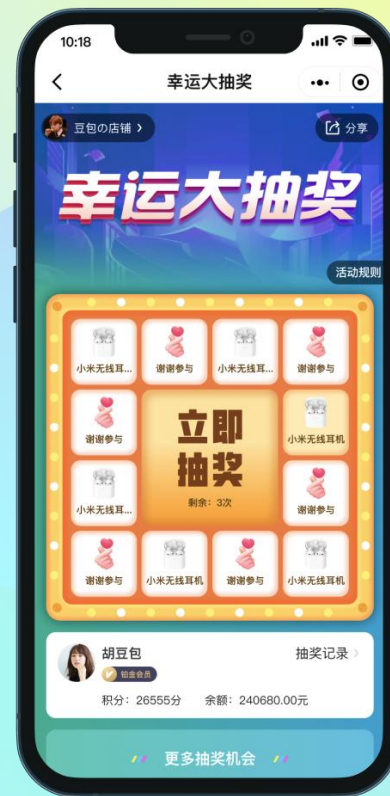 10:18
幸运大抽奖
豆包の店铺
分享
幸运大抽奖
活动规则
小米无线耳...
谢谢参与
小米无线耳...
谢谢参与
谢谢参与
立即
抽奖
剩余：3次
小米无线耳机
小米无线耳...
谢谢参与
谢谢参与
小米无线耳机
谢谢参与
小米无线耳机
胡豆包
抽奖记录
铂金会员
积分：26555分 余额：240680.00元
更多抽奖机会